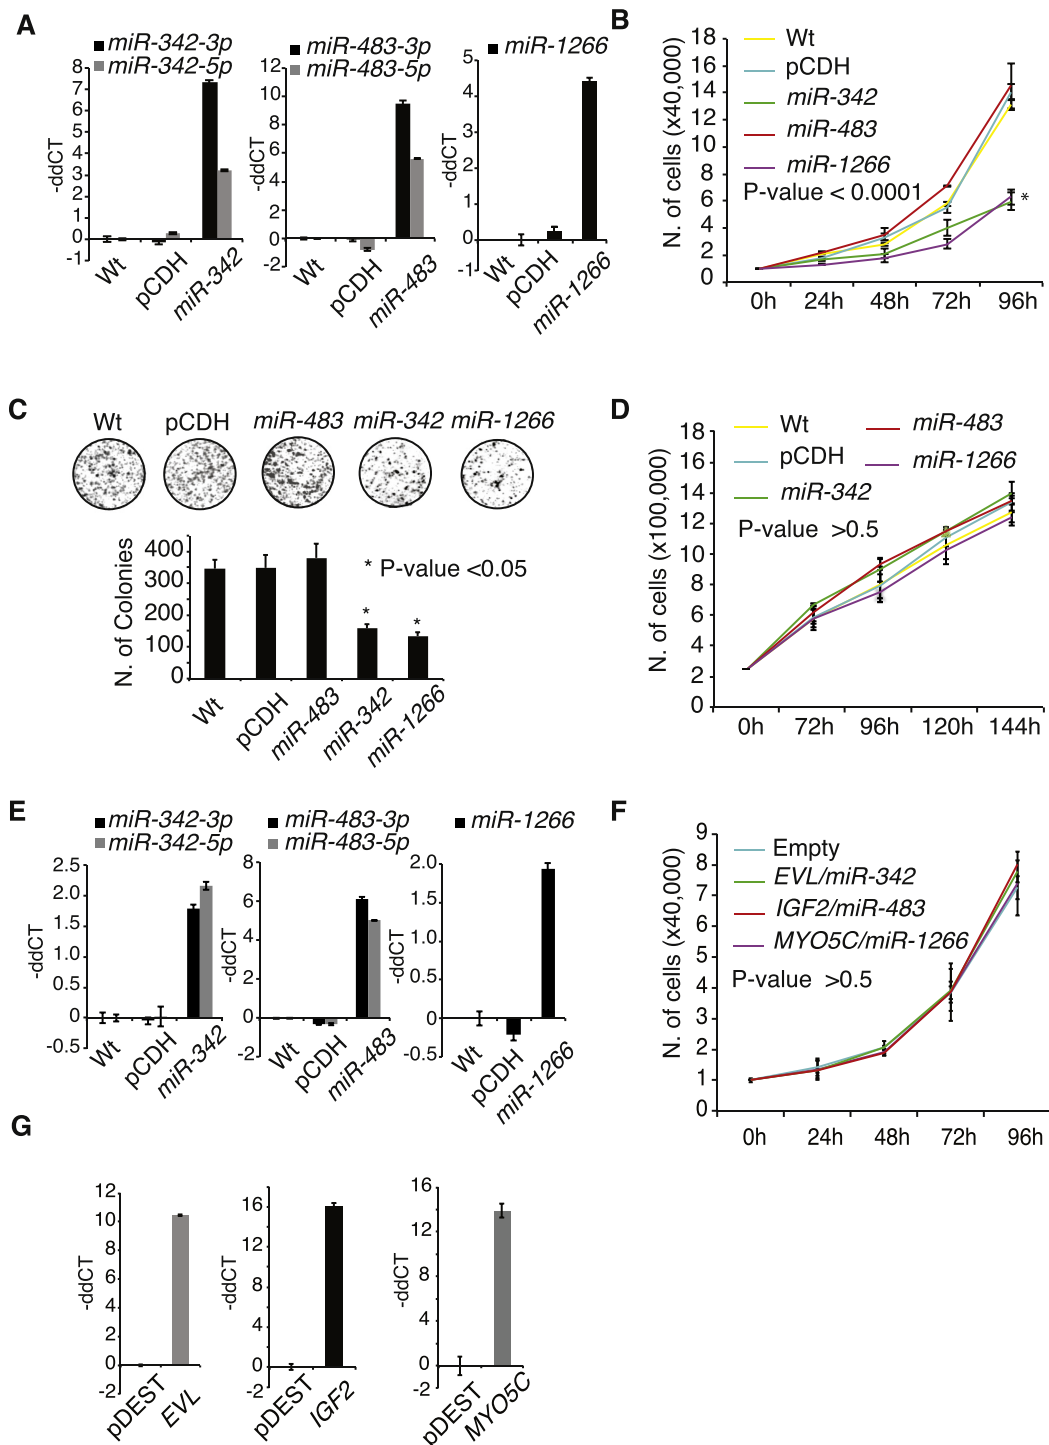 A
miR-342-3p
miR-342-5p
8
7
6
5
4
3
2
1
0
-1
-ddCT
Wt
pCDH
miR-342
miR-483-3p
miR-483-5p
12
10
8
6
4
2
0
-2
-ddCT
Wt
pCDH
miR-483
miR-1266
5
4
3
2
1
0
-1
-ddCT
Wt
pCDH
miR-1266
B
Wt
pCDH
miR-342
miR-483
miR-1266
P-value < 0.0001
18
16
14
12
10
8
6
4
2
0
N. of cells (x40,000)
*
0h 24h 48h 72h 96h
C
Wt pCDH miR-483 miR-342 miR-1266
400
300
200
100
0
N. of Colonies
* P-value <0.05
*
*
Wt
pCDH
miR-483
miR-342
miR-1266
D
Wt
pCDH
miR-342
miR-483
miR-1266
P-value >0.5
18
16
14
12
10
8
6
4
2
0
N. of cells (x100,000)
0h 72h 96h 120h 144h
E
miR-342-3p
miR-342-5p
2.5
2.0
1.5
1.0
0.5
0
-0.5
-ddCT
Wt
pCDH
miR-342
miR-483-3p
miR-483-5p
8
6
4
2
0
-2
-ddCT
Wt
pCDH
miR-483
miR-1266
2.0
1.5
1.0
0.5
0
-0.5
-ddCT
Wt
pCDH
miR-1266
F
Empty
EVL/miR-342
IGF2/miR-483
MYO5C/miR-1266
P-value >0.5
9
8
7
6
5
4
3
2
1
0
N. of cells (x40,000)
0h 24h 48h 72h 96h
G
12
10
8
6
4
2
0
-2
-ddCT
pDEST
EVL
16
12
8
4
0
-2
-ddCT
pDEST
IGF2
16
12
8
4
0
-2
-ddCT
pDEST
MYO5C